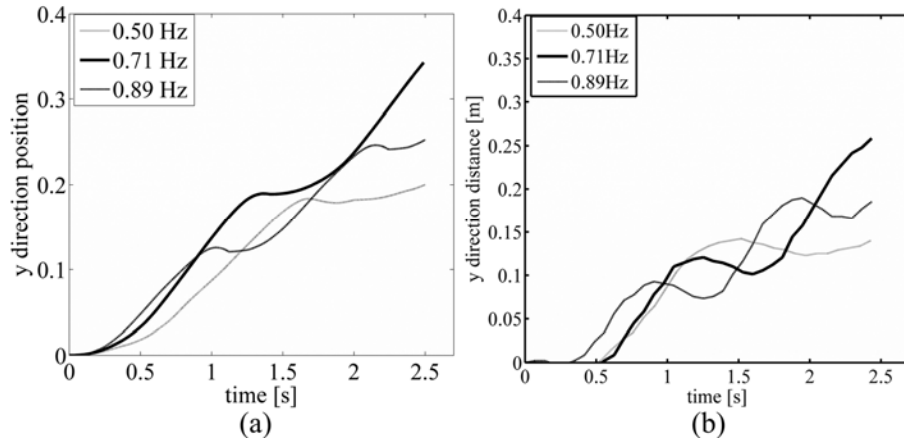 0.4
0.3
0.2
0.1
0
y direction position
0.50 Hz
0.71 Hz
0.89 Hz
0 0.5 1 1.5 2 2.5
time [s]
(a)
0.4
0.35
0.3
0.25
0.2
0.15
0.1
0.05
0
y direction distance [m]
0.50Hz
0.71Hz
0.89Hz
0 0.5 1 1.5 2 2.5
time [s]
(b)